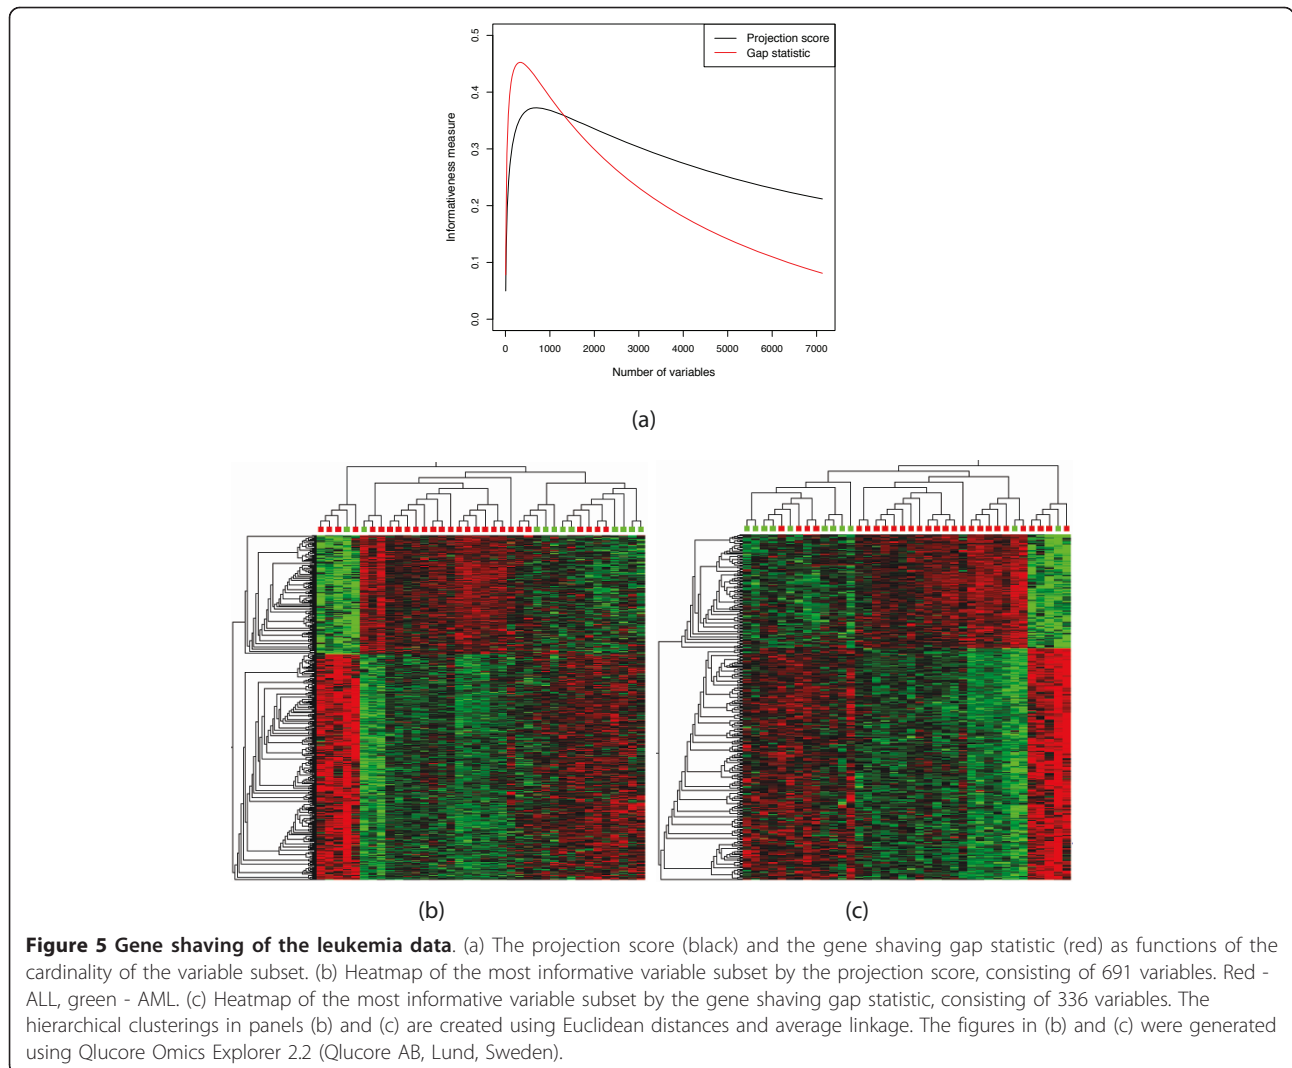 Projection score
Gap statistic
Informativeness measure
0.5
0.4
0.3
0.2
0.1
0.0
0 1000 2000 3000 4000 5000 6000 7000
Number of variables
(a)
(b) (c)
Figure 5 Gene shaving of the leukemia data. (a) The projection score (black) and the gene shaving gap statistic (red) as functions of the
cardinality of the variable subset. (b) Heatmap of the most informative variable subset by the projection score, consisting of 691 variables. Red -
ALL, green - AML. (c) Heatmap of the most informative variable subset by the gene shaving gap statistic, consisting of 336 variables. The
hierarchical clusterings in panels (b) and (c) are created using Euclidean distances and average linkage. The figures in (b) and (c) were generated
using Qlucore Omics Explorer 2.2 (Qlucore AB, Lund, Sweden).